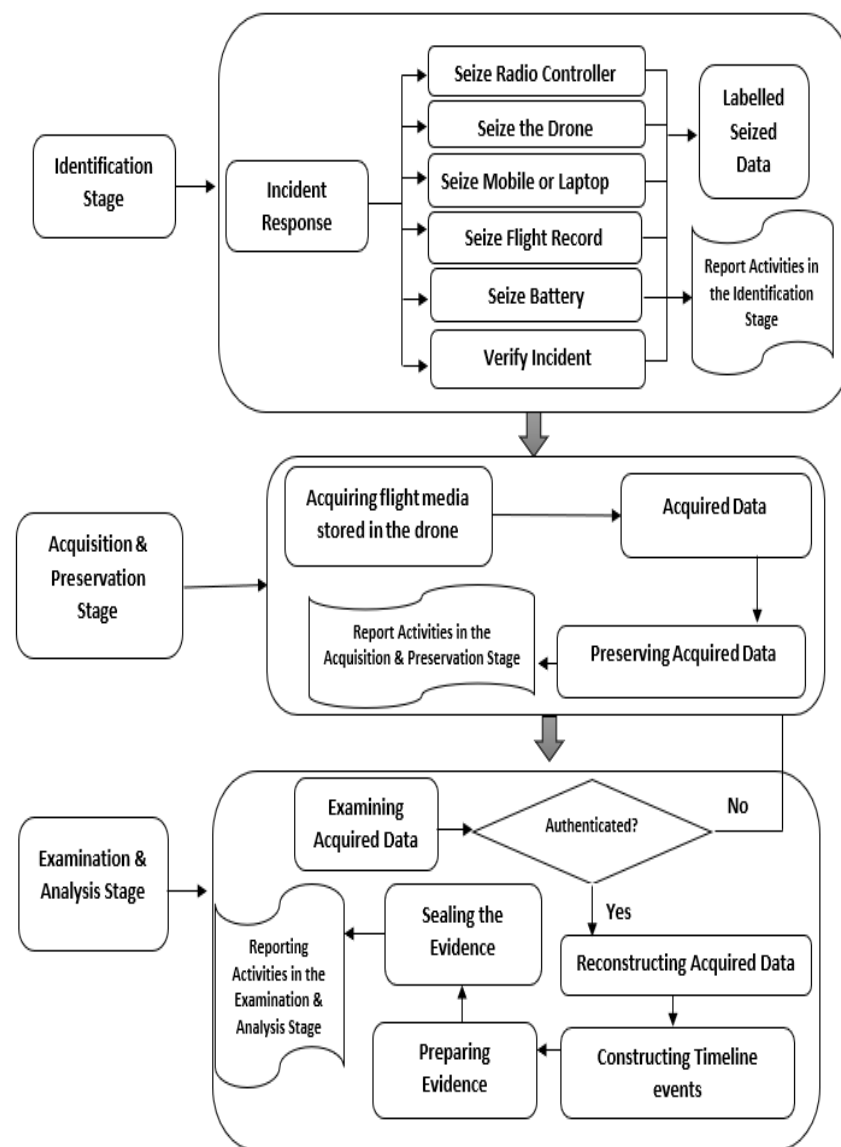 Identification
Stage
Incident
Response
Seize Radio Controller
Seize the Drone
Seize Mobile or Laptop
Seize Flight Record
Seize Battery
Verify Incident
Labelled
Seized
Data
Report Activities in
the Identification
Stage
Acquisition &
Preservation
Stage
Acquiring flight media
stored in the drone
Acquired Data
Preserving Acquired Data
Report Activities in the
Acquisition & Preservation Stage
Examination &
Analysis Stage
Examining
Acquired Data
Authenticated?
No
Yes
Reconstructing Acquired Data
Constructing Timeline
events
Preparing
Evidence
Sealing the
Evidence
Reporting
Activities in the
Examination &
Analysis Stage